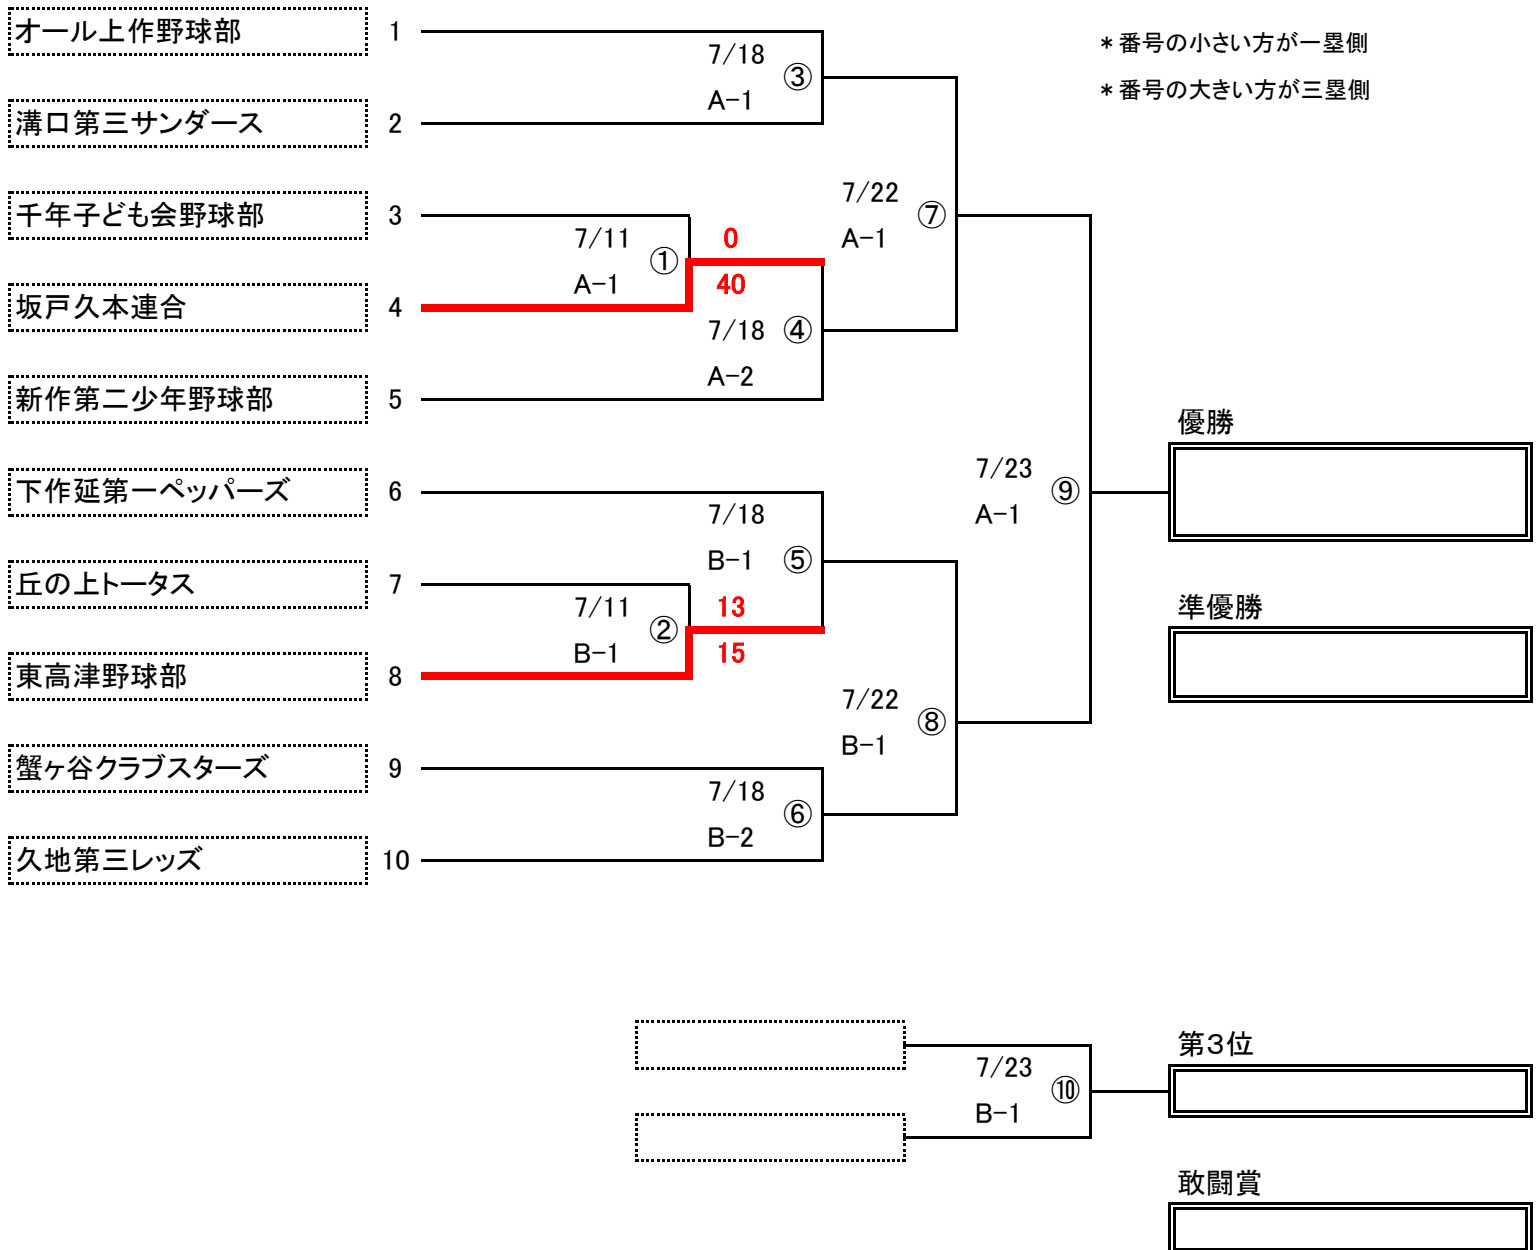 オール上作野球部 1
7/18
③
A-1
溝口第三サンダース 2
＊番号の小さい方が一塁側
＊番号の大きい方が三塁側
千年子ども会野球部 3
7/11
①
A-1
0
40
坂戸久本連合 4
7/18
④
A-2
新作第二少年野球部 5
7/22
⑦
A-1
下作延第一ペッパーズ 6
7/18
B-1
⑤
丘の上トータス 7
7/11
②
B-1
13
15
東高津野球部 8
7/22
⑧
B-1
蟹ヶ谷クラブスターズ 9
7/18
⑥
B-2
久地第三レッズ 10
7/23
⑨
A-1
優勝
準優勝
7/23
⑩
B-1
第3位
敢闘賞